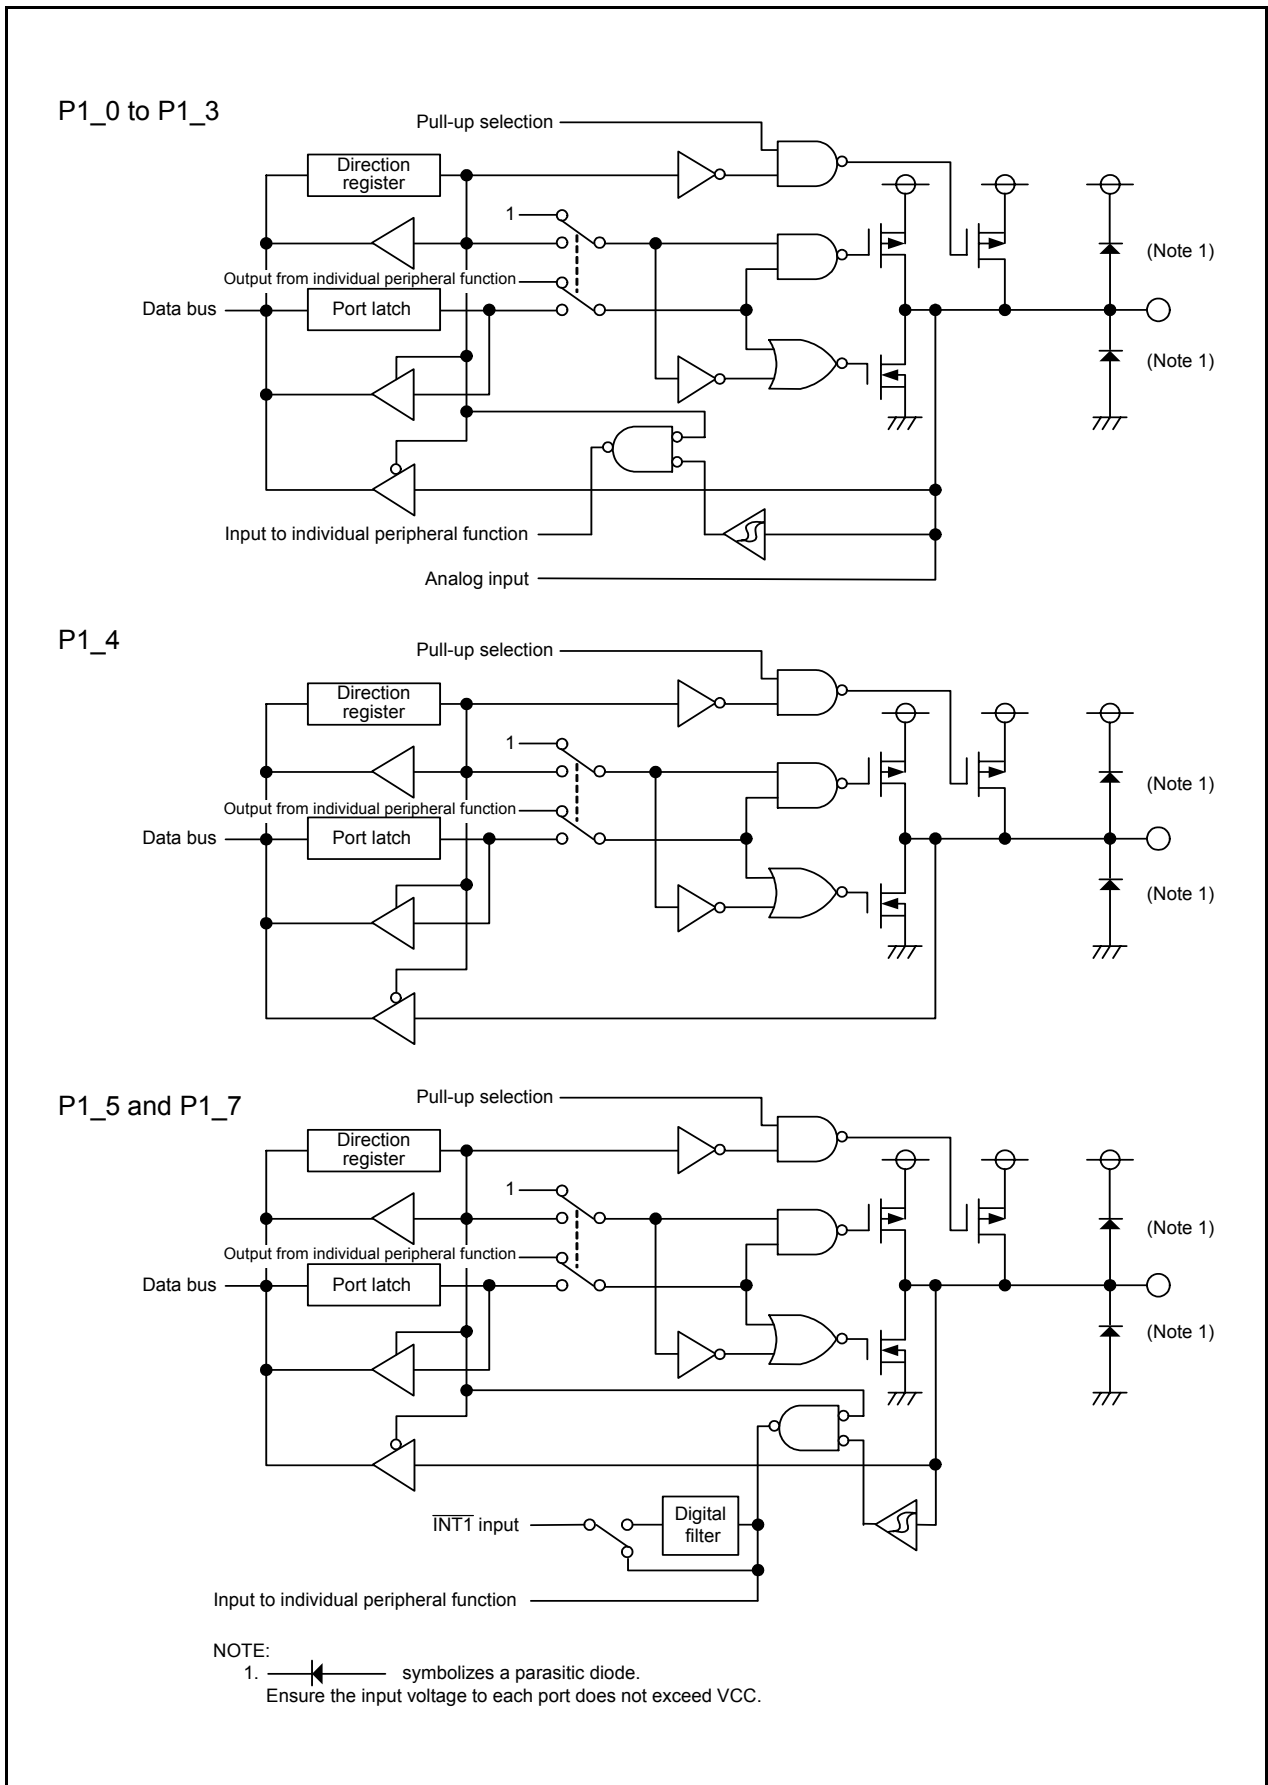 P1_0 to P1_3
Pull-up selection
Direction
register
1
Output from individual peripheral function
Data bus
Port latch
(Note 1)
(Note 1)
Input to individual peripheral function
Analog input
P1_4
Pull-up selection
Direction
register
1
Output from individual peripheral function
Data bus
Port latch
(Note 1)
(Note 1)
P1_5 and P1_7
Pull-up selection
Direction
register
1
Output from individual peripheral function
Data bus
Port latch
(Note 1)
(Note 1)
INT1 input
Digital
filter
Input to individual peripheral function
NOTE:
1. symbolizes a parasitic diode.
Ensure the input voltage to each port does not exceed VCC.